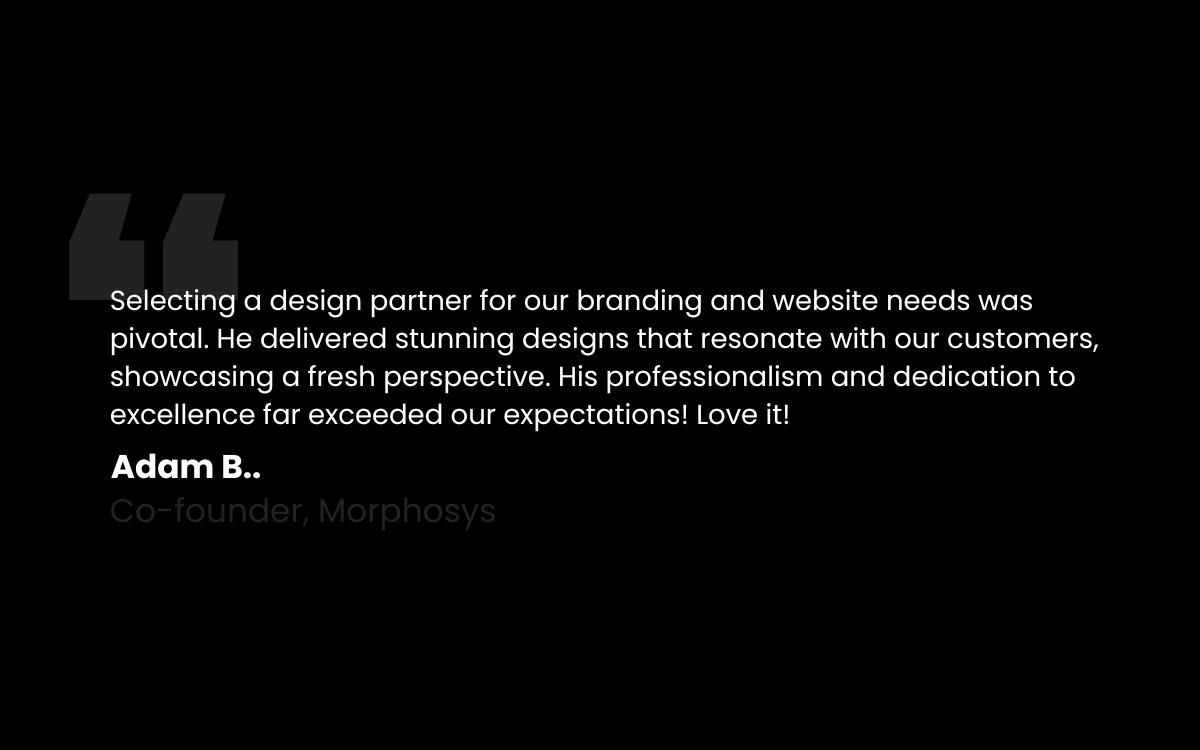 Selecting a design partner for our branding and website needs was
pivotal. He delivered stunning designs that resonate with our customers,
showcasing a fresh perspective. His professionalism and dedication to
excellence far exceeded our expectations! Love it!
Adam B..
Co-founder, Morphosys